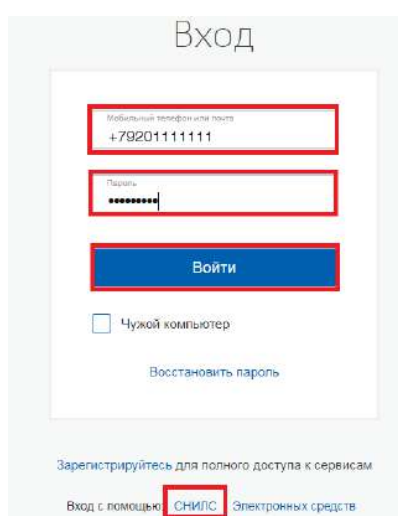 Вход
Мобильный телефон или почта
+79201111111
Пароль
•••••••••
Войти
Чужой компьютер
Восстановить пароль
Зарегистрируйтесь для полного доступа к сервисам
Вход с помощью: СНИЛС Электронных средств